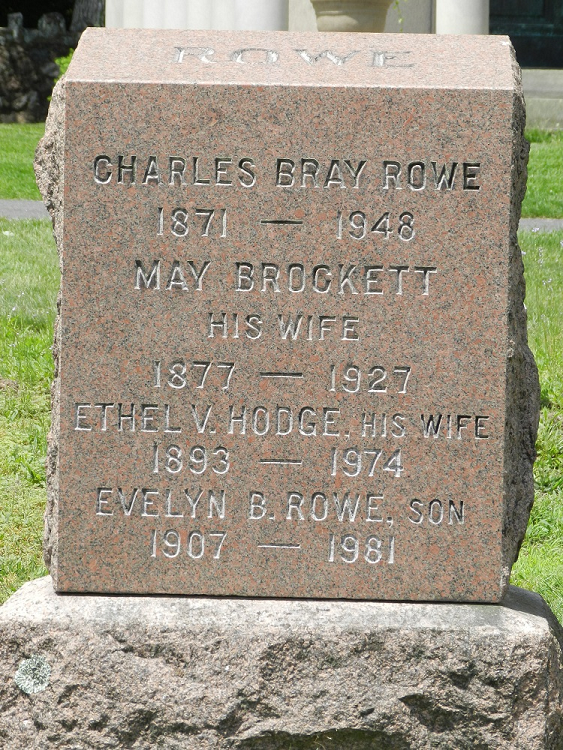 ROWE
CHARLES BRAY ROWE
1871 — 1948
MAY BROCKETT
HIS WIFE
1877 — 1927
ETHEL V. HODGE, HIS WIFE
1893 — 1974
EVELYN B. ROWE, SON
1907 — 1981